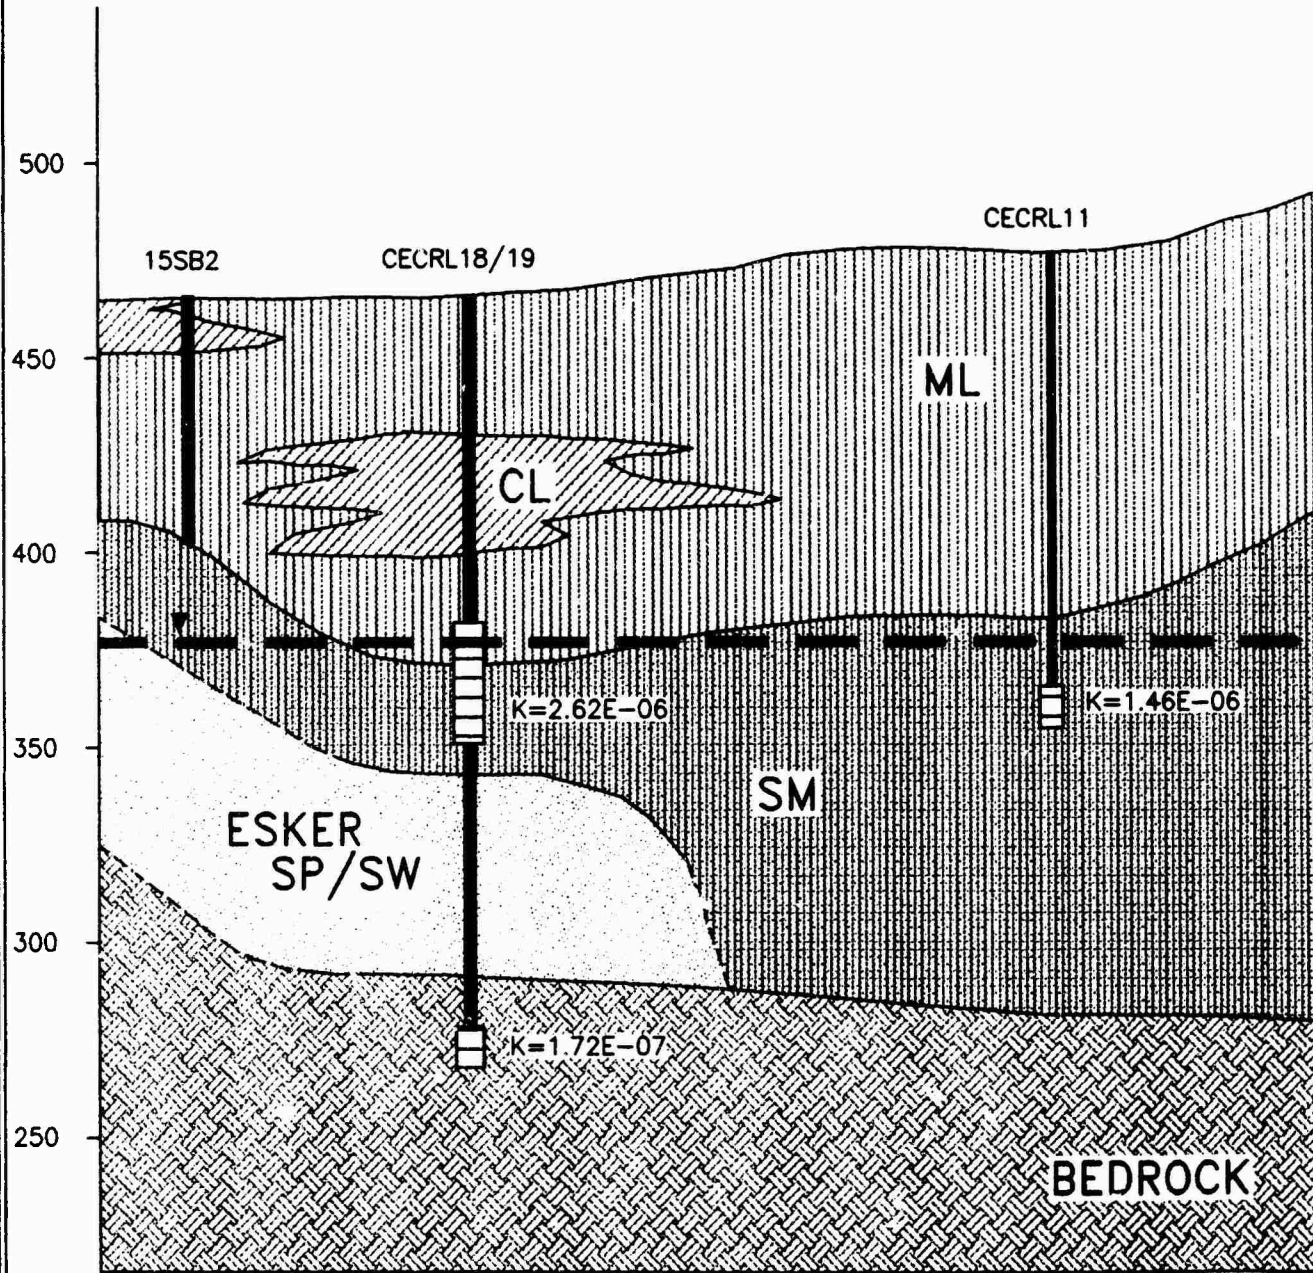 500
CECRL11
15SB2
CECRL18/19
450
ML
CL
400
K=2.62E-06
K=1.46E-06
350
SM
ESKER
SP/SW
300
K=1.72E-07
250
BEDROCK